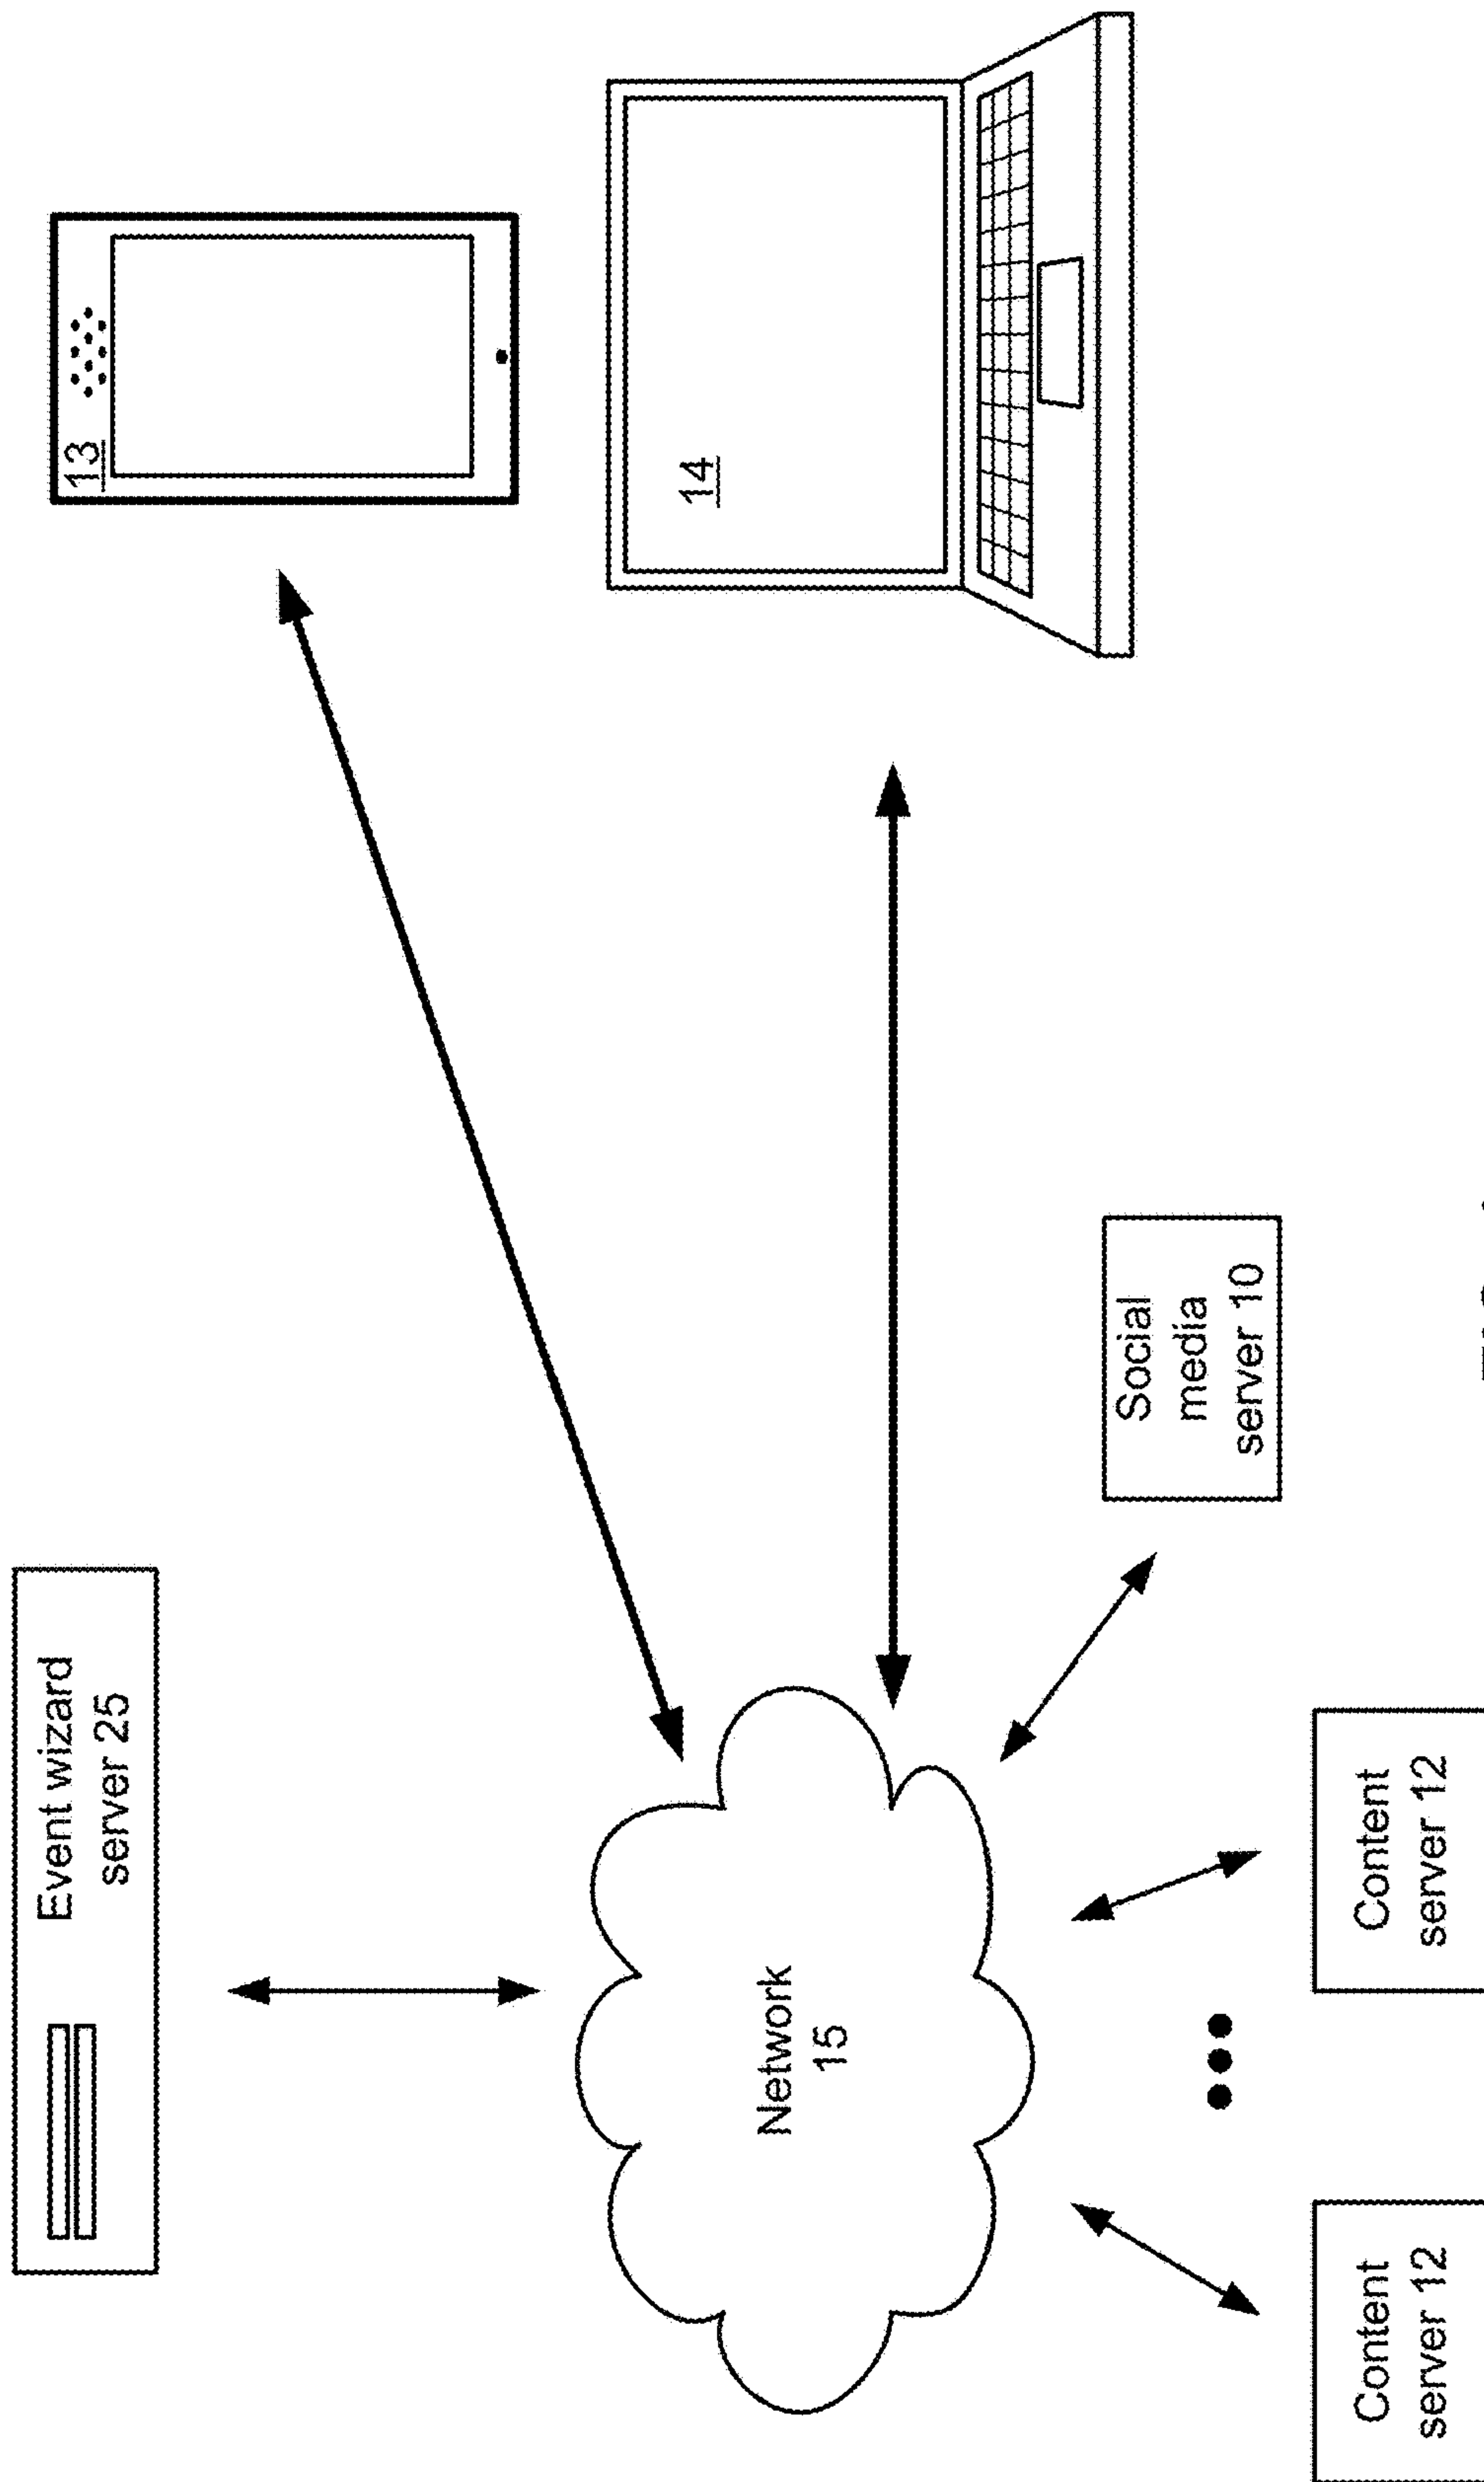 Event wizard
server 25
13
14
Network
15
Social
media
server 10
Content
server 12
Content
server 12